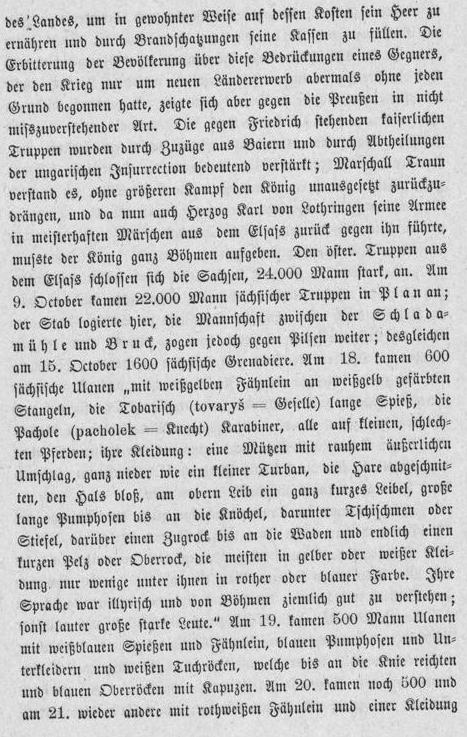 des Landes, um in gewohnter Weise auf dessen Kosten sein Heer zu
ernähren und durch Brandschatzungen seine Kassen zu füllen. Die
Erbitterung der Bevölkerung über diese Bedrückungen eines Gegners,
der den Krieg nur um neuen Ländererwerb abermals ohne jeden
Grund begonnen hatte, zeigte sich aber gegen die Preußen in nicht
misszuverstehender Art. Die gegen Friedrich stehenden kaiserlichen
Truppen wurden durch Zuzüge aus Baiern und durch Abtheilungen
der ungarischen Insurrection bedeutend verstärkt; Marschall Traun
verstand es, ohne größeren Kampf den König unausgesetzt zurückzu-
drängen, und da nun auch Herzog Karl von Lothringen seine Armee
in meisterhaften Märschen aus dem Elsass zurück gegen ihn führte,
musste der König ganz Böhmen aufgeben. Den öster. Truppen aus
dem Elsass schlossen sich die Sachsen, 24.000 Mann stark, an. Am
9. October kamen 22.000 Mann sächsischer Truppen in Planan;
der Stab logierte hier, die Mannschaft zwischen der Schlada-
mühle und Bruck, zogen jedoch gegen Pilsen weiter; desgleichen
am 15. October 1600 sächsische Grenadiere. Am 18. kamen 600
sächsische Ulanen „mit weißgelben Fähnlein an weißgelb gefärbten
Stangeln, die Tobarisch (tovaryš = Geselle) lange Spieß, die
Pachole (pacholek = Knecht) Karabiner, alle auf kleinen, schlech-
ten Pferden; ihre Kleidung: eine Mützen mit rauhem äußerlichen
Umschlag, ganz nieder wie ein kleiner Turban, die Hare abgeschnit-
ten, den Hals bloß, am obern Leib ein ganz kurzes Leibel, große
lange Pumphosen bis an die Knöchel, darunter Tschischmen oder
Stiefel, darüber einen Zugrock bis an die Waden und endlich einen
kurzen Pelz oder Oberrock, die meisten in gelber oder weißer Klei-
dung nur wenige unter ihnen in rother oder blauer Farbe. Ihre
Sprache war illyrisch und von Böhmen ziemlich gut zu verstehen;
sonst lauter große starke Leute.“ Am 19. kamen 500 Mann Ulanen
mit weißblauen Spießen und Fähnlein, blauen Pumphosen und Un-
terkleidern und weißen Tuchröcken, welche bis an die Knie reichten
und blauen Oberröcken mit Kapuzen. Am 20. kamen noch 500 und
am 21. wieder andere mit rothweißen Fähnlein und einer Kleidung